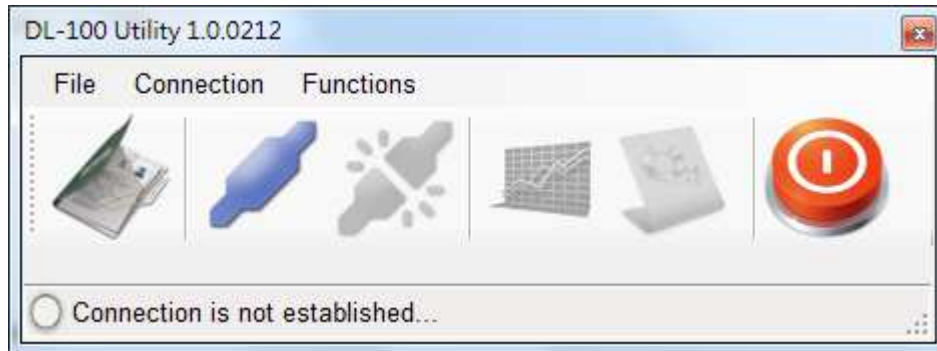 DL-100 Utility 1.0.0212
File Connection Functions
Connection is not established...